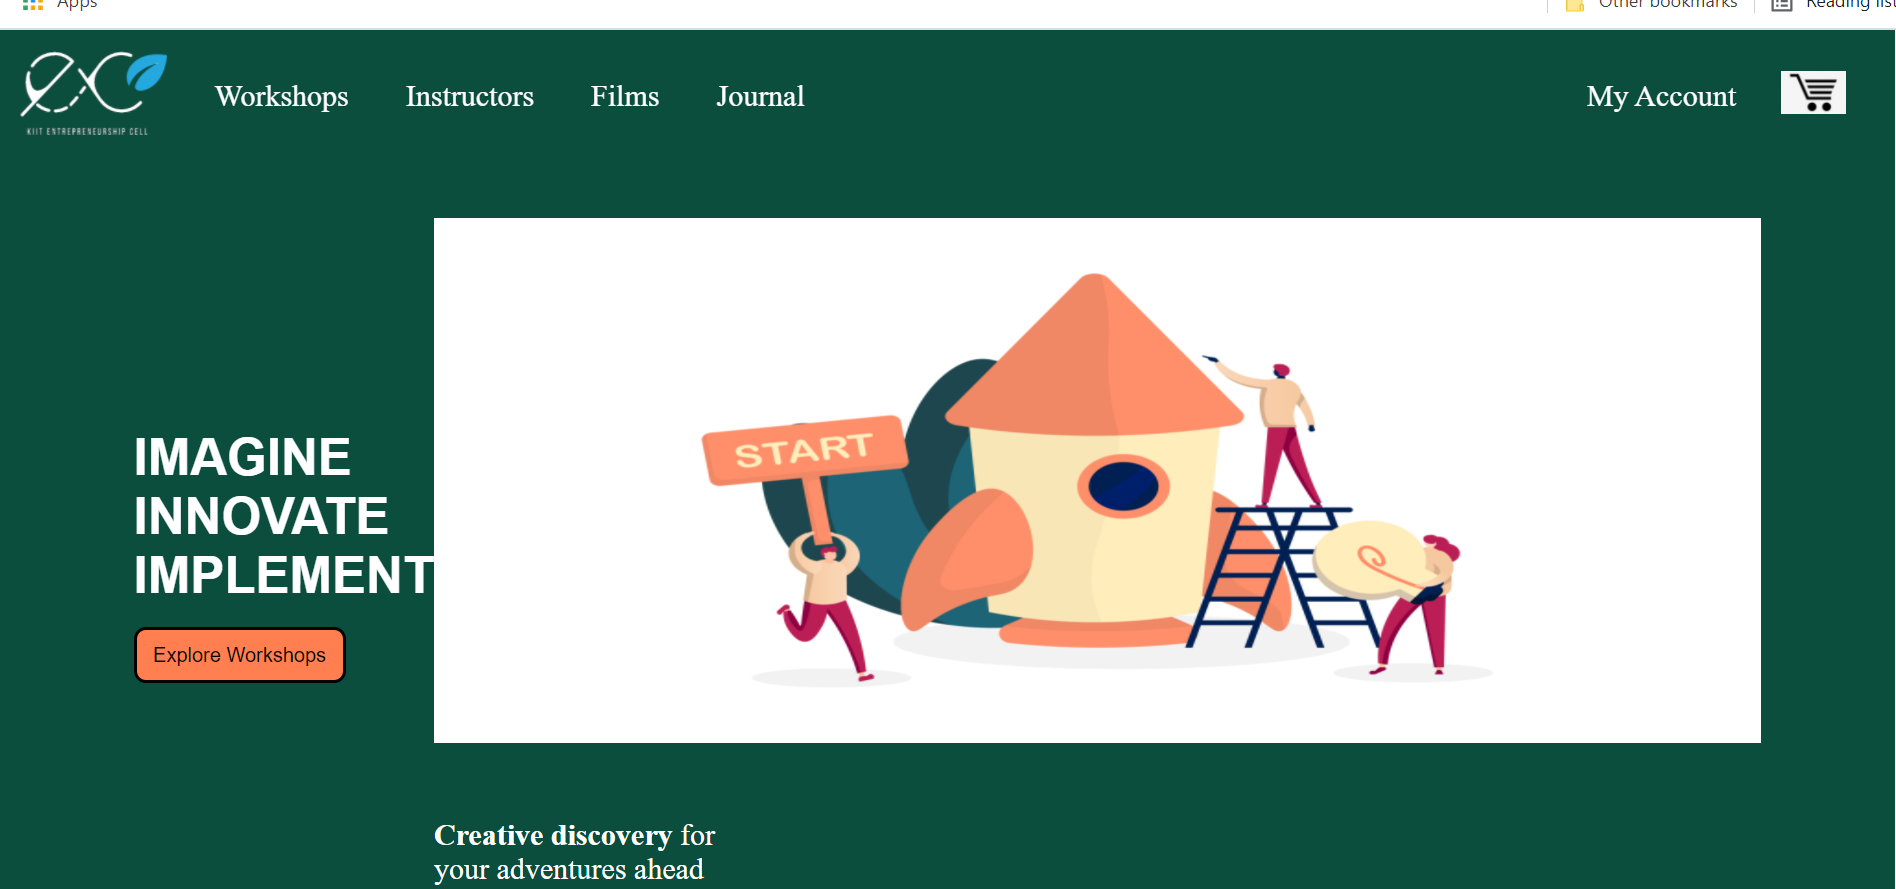 Apps
Other bookmarks
Reading list
KIIT ENTREPRENEURSHIP CELL
Workshops Instructors Films Journal My Account
START
IMAGINE
INNOVATE
IMPLEMENT
Explore Workshops
Creative discovery for
your adventures ahead